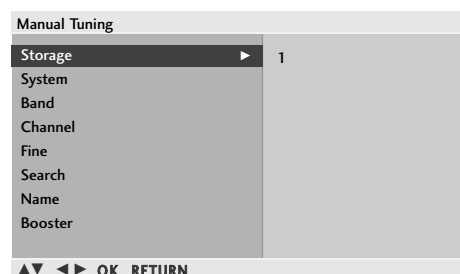 Manual Tuning
Storage ► 1
System
Band
Channel
Fine
Search
Name
Booster
▲▼ ◄► OK RETURN